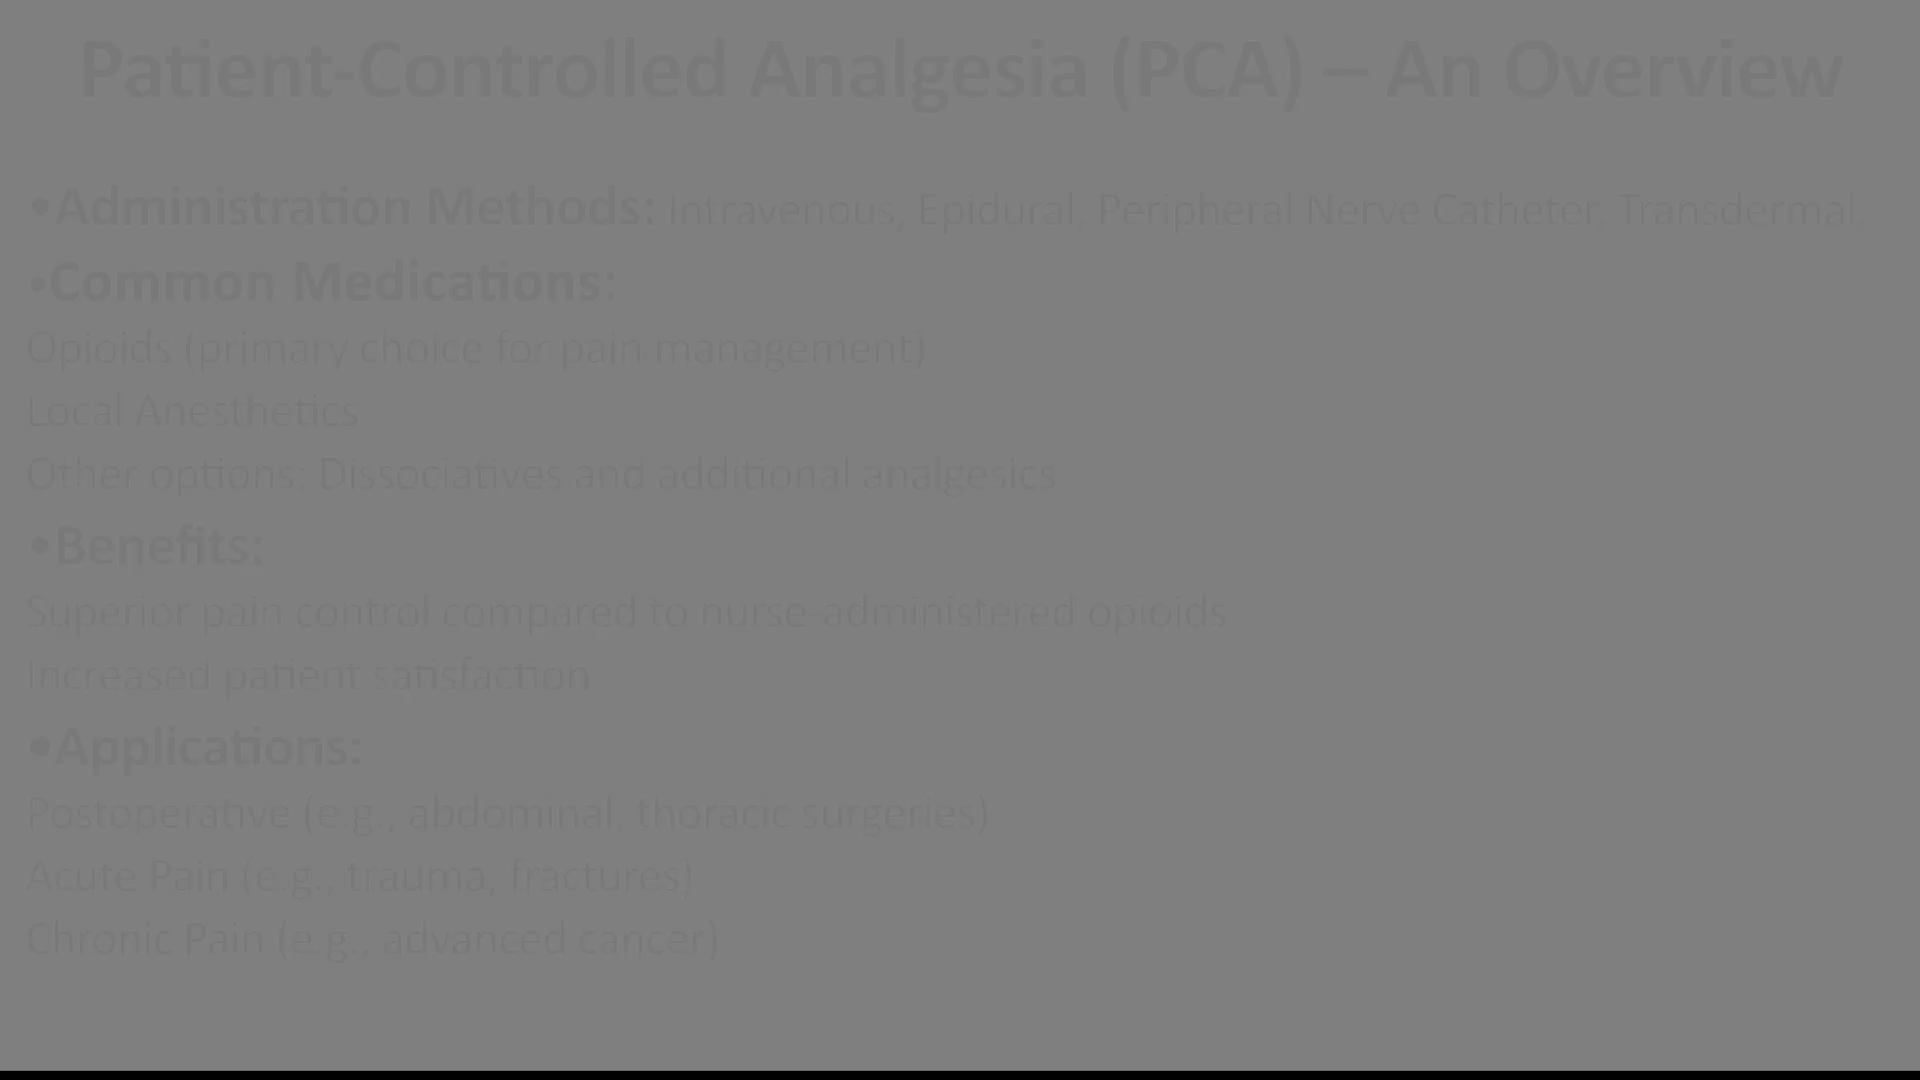 Patient-Controlled Analgesia (PCA) – An Overview
•Administration Methods: Intravenous, Epidural, Peripheral Nerve Catheter, Transdermal.
•Common Medications:
Opioids (primary choice for pain management)
Local Anesthetics
Other options: Dissociatives and additional analgesics
•Benefits:
Superior pain control compared to nurse-administered opioids
Increased patient satisfaction
•Applications:
Postoperative (e.g., abdominal, thoracic surgeries)
Acute Pain (e.g., trauma, fractures)
Chronic Pain (e.g., advanced cancer)